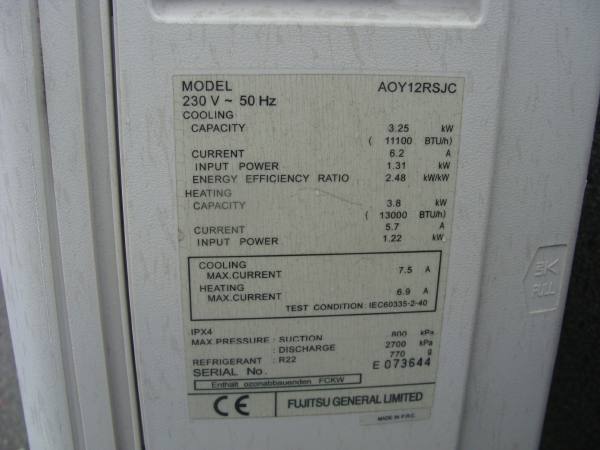 MODEL AOY12RSJC
230 V ~ 50 Hz
COOLING
CAPACITY 3.25 kW
( 11100 BTU/h)
CURRENT 6.2 A
INPUT POWER 1.31 kW
ENERGY EFFICIENCY RATIO 2.48 kW/kW
HEATING
CAPACITY 3.8 kW
( 13000 BTU/h)
CURRENT 5.7 A
INPUT POWER 1.22 kW
COOLING
MAX.CURRENT 7.5 A
HEATING
MAX.CURRENT 6.9 A
TEST CONDITION : IEC60335-2-40
IPX4
MAX.PRESSURE : SUCTION 800 kPa
: DISCHARGE 2700 kPa
REFRIGERANT : R22 770 g
SERIAL No. E 073644
Enthält ozonabbauenden FCKW
CE FUJITSU GENERAL LIMITED
MADE IN P.R.C.